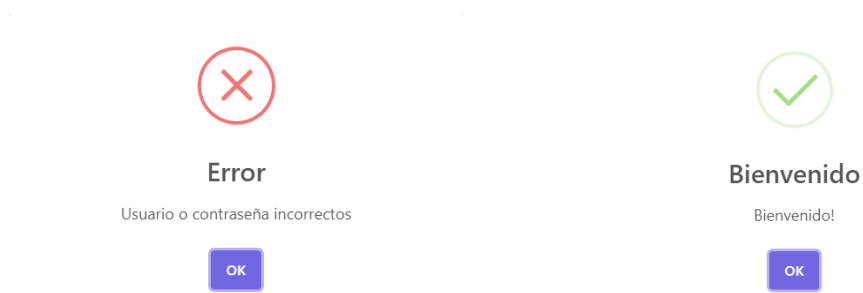 Error
Usuario o contraseña incorrectos
OK
Bienvenido
Bienvenido!
OK